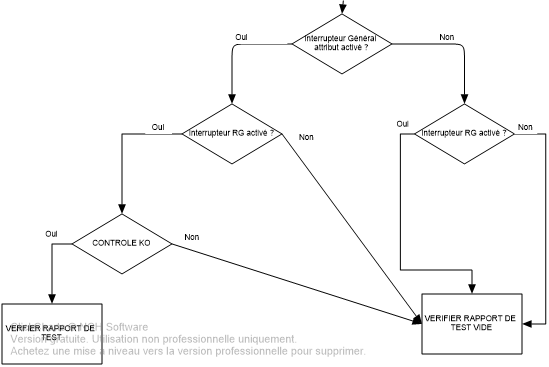 Interrupteur Général
attribut activé ?
Oui
Non
Interrupteur RG activé ?
Interrupteur RG activé ?
Oui
Non
Oui
Non
CONTROLE KO
Oui
Non
VERIFIER RAPPORT DE
TEST
VERIFIER RAPPORT DE
TEST VIDE
Software
Version gratuite. Utilisation non professionnelle uniquement.
Achetez une mise à niveau vers la version professionnelle pour supprimer.